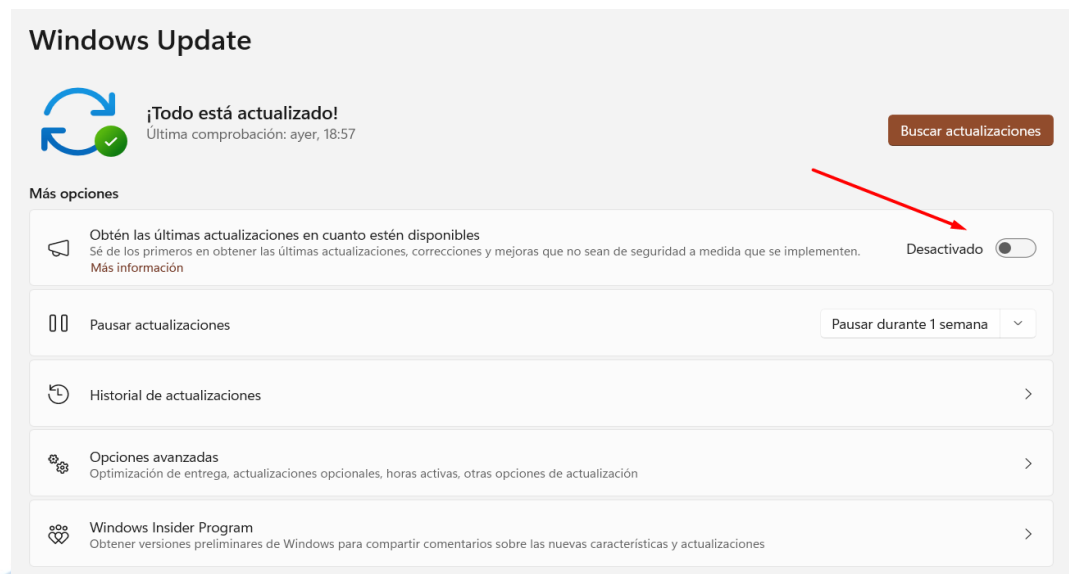 Windows Update
¡Todo está actualizado!
Última comprobación: ayer, 18:57
Buscar actualizaciones
Más opciones
Obtén las últimas actualizaciones en cuanto estén disponibles
Sé de los primeros en obtener las últimas actualizaciones, correcciones y mejoras que no sean de seguridad a medida que se implementen.
Más información
Desactivado
Pausar actualizaciones
Pausar durante 1 semana
Historial de actualizaciones
Opciones avanzadas
Optimización de entrega, actualizaciones opcionales, horas activas, otras opciones de actualización
Windows Insider Program
Obtener versiones preliminares de Windows para compartir comentarios sobre las nuevas características y actualizaciones